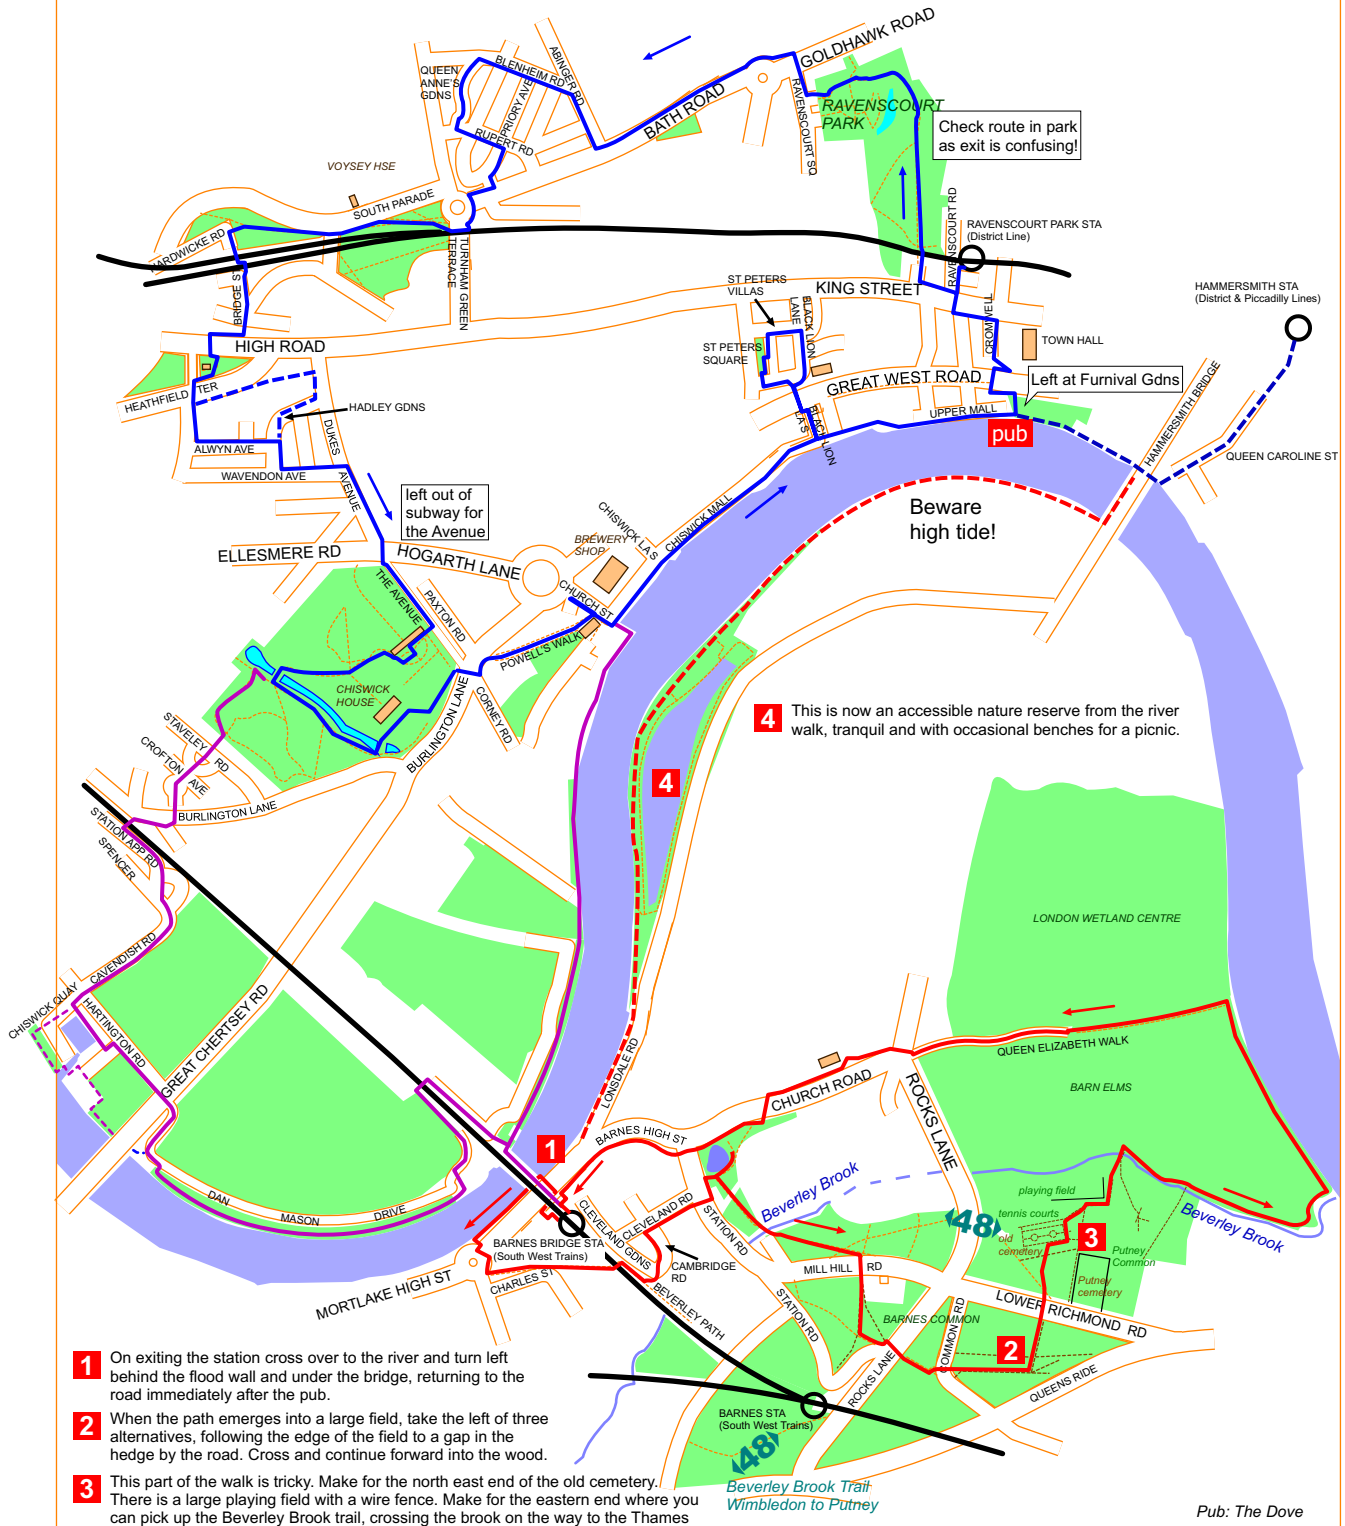 GOLDHAWK ROAD
ABINGER RD
BLENHEIM RD
QUEEN
ANNE'S
GDNS
PRIORY AVE
RUPERT RD
BATH ROAD
RAVENSCOURT SQ
RAVENSCOURT
PARK
Check route in park
as exit is confusing!
VOYSEY HSE
SOUTH PARADE
HARDWICKE RD
TURNHAM GREEN
TERRACE
RAVENSCOURT RD
RAVENSCOURT PARK STA
(District Line)
BRIDGE ST
ST PETERS
VILLAS
KING STREET
HAMMERSMITH STA
(District & Piccadilly Lines)
BLACK LION
LANE
CROMWELL
TOWN HALL
HIGH ROAD
ST PETERS
SQUARE
GREAT WEST ROAD
Left at Furnival Gdns
HEATHFIELD TER
HADLEY GDNS
UPPER MALL
pub
BLACK LION
LA S
HAMMERSMITH BRIDGE
DUKES
AVENUE
ALWYN AVE
WAVENDON AVE
QUEEN CAROLINE ST
left out of
subway for
the Avenue
Beware
high tide!
CHISWICK LA S
CHISWICK MALL
BREWERY
SHOP
ELLESMERE RD
HOGARTH LANE
THE AVENUE
PAXTON RD
CHURCH ST
POWELL'S WALK
CHISWICK
HOUSE
CORNEY RD
BURLINGTON LANE
4 This is now an accessible nature reserve from the river
walk, tranquil and with occasional benches for a picnic.
STAVELEY
RD
CROFTON AVE
4
BURLINGTON LANE
STATION APP RD
SPENCER
LONDON WETLAND CENTRE
CAVENDISH RD
CHISWICK QUAY
HARTINGTON RD
GREAT CHERTSEY RD
LONSDALE RD
QUEEN ELIZABETH WALK
CHURCH ROAD
ROCKS LANE
BARN ELMS
1
BARNES HIGH ST
Beverley Brook
playing field
DAN
MASON
DRIVE
CLEVELAND RD
CLEVELAND GDNS
STATION RD
48
tennis courts
old
cemetery
3
Putney
Common
Beverley Brook
BARNES BRIDGE STA
(South West Trains)
CAMBRIDGE
RD
MILL HILL RD
Putney
cemetery
MORTLAKE HIGH ST
CHARLES ST
BEVERLEY PATH
STATION RD
BARNES COMMON
COMMON RD
LOWER RICHMOND RD
2
ROCKS LANE
QUEENS RIDE
1 On exiting the station cross over to the river and turn left
behind the flood wall and under the bridge, returning to the
road immediately after the pub.
BARNES STA
(South West Trains)
2 When the path emerges into a large field, take the left of three
alternatives, following the edge of the field to a gap in the
hedge by the road. Cross and continue forward into the wood.
48
3 This part of the walk is tricky. Make for the north east end of the old cemetery.
There is a large playing field with a wire fence. Make for the eastern end where you
can pick up the Beverley Brook trail, crossing the brook on the way to the Thames
Beverley Brook Trail
Wimbledon to Putney
Pub: The Dove